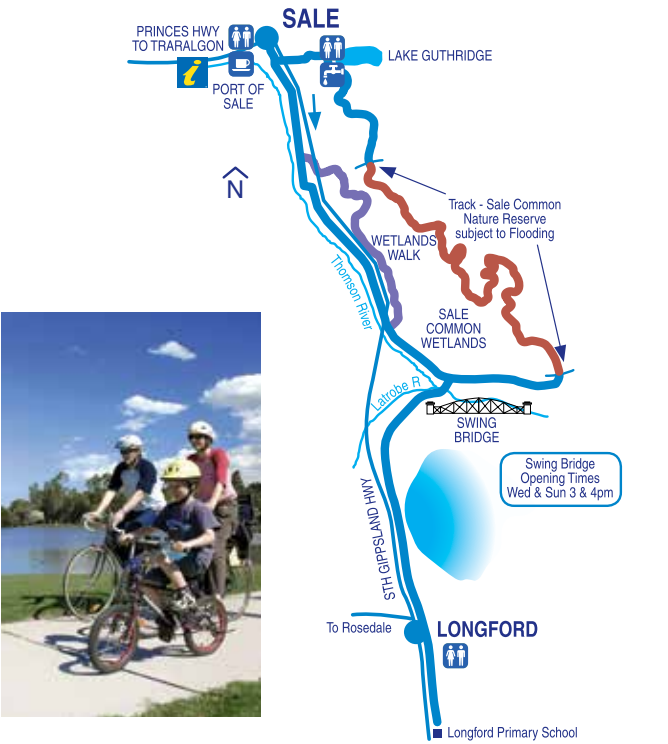 SALE
PRINCES HWY
TO TRARALGON
LAKE GUTHRIDGE
i
PORT OF
SALE
N
Track - Sale Common
Nature Reserve
subject to Flooding
WETLANDS
WALK
Thomson River
SALE
COMMON
WETLANDS
Latrobe R
SWING
BRIDGE
Swing Bridge
Opening Times
Wed & Sun 3 & 4pm
STH GIPPSLAND HWY
To Rosedale
LONGFORD
Longford Primary School